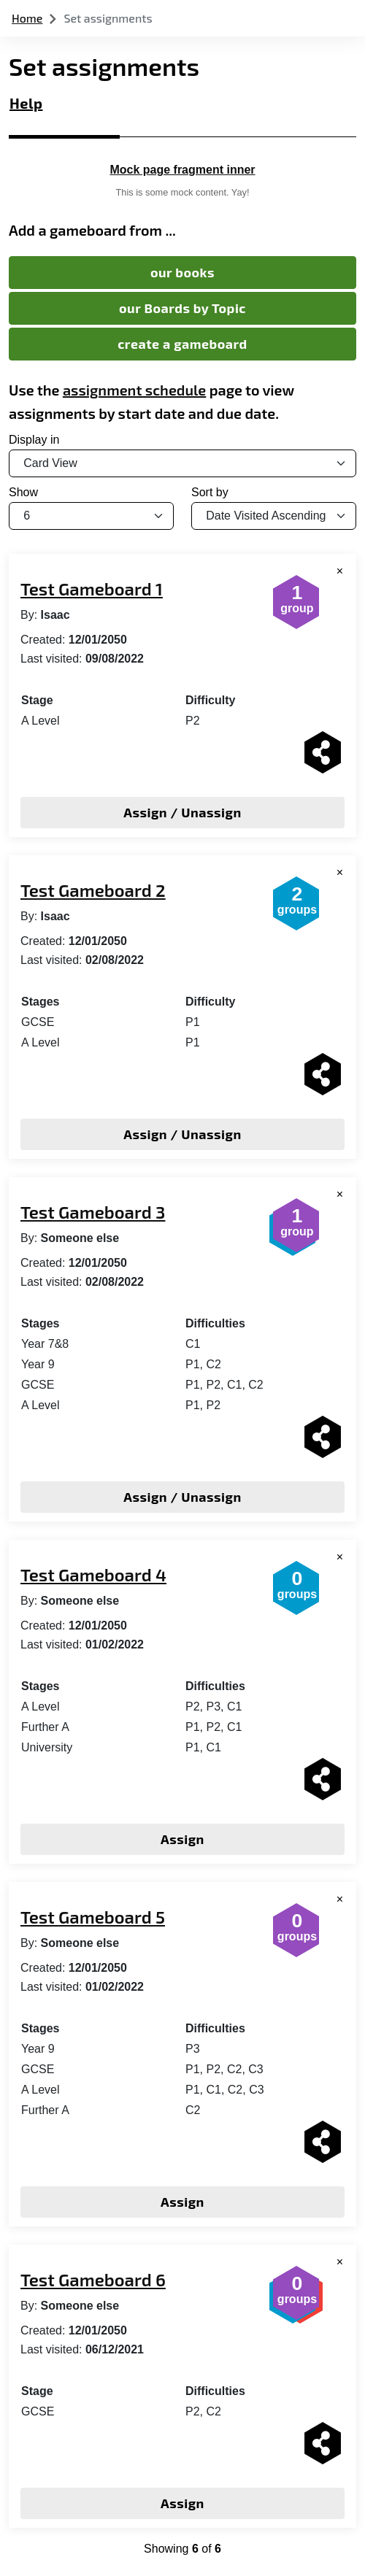 Home > Set assignments
Set assignments
Help
Mock page fragment inner
This is some mock content. Yay!
Add a gameboard from ...
our books
our Boards by Topic
create a gameboard
Use the assignment schedule page to view
assignments by start date and due date.
Display in
Card View
Show Sort by
6 Date Visited Ascending
×
Test Gameboard 1
1
group
By: Isaac
Created: 12/01/2050
Last visited: 09/08/2022
Stage Difficulty
A Level P2
Assign / Unassign
×
Test Gameboard 2
2
groups
By: Isaac
Created: 12/01/2050
Last visited: 02/08/2022
Stages Difficulty
GCSE P1
A Level P1
Assign / Unassign
×
Test Gameboard 3
1
group
By: Someone else
Created: 12/01/2050
Last visited: 02/08/2022
Stages Difficulties
Year 7&8 C1
Year 9 P1, C2
GCSE P1, P2, C1, C2
A Level P1, P2
Assign / Unassign
×
Test Gameboard 4
0
groups
By: Someone else
Created: 12/01/2050
Last visited: 01/02/2022
Stages Difficulties
A Level P2, P3, C1
Further A P1, P2, C1
University P1, C1
Assign
×
Test Gameboard 5
0
groups
By: Someone else
Created: 12/01/2050
Last visited: 01/02/2022
Stages Difficulties
Year 9 P3
GCSE P1, P2, C2, C3
A Level P1, C1, C2, C3
Further A C2
Assign
×
Test Gameboard 6
0
groups
By: Someone else
Created: 12/01/2050
Last visited: 06/12/2021
Stage Difficulties
GCSE P2, C2
Assign
Showing 6 of 6